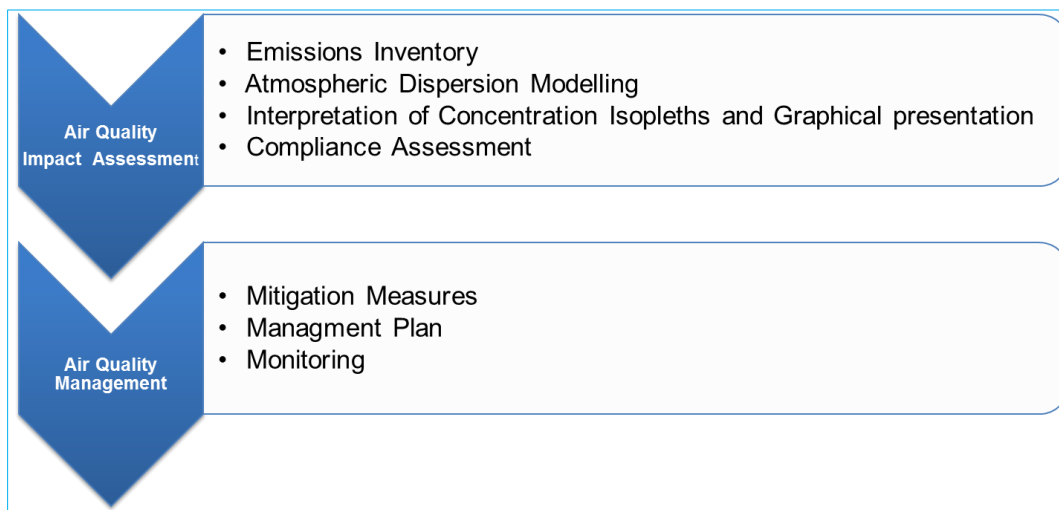 Air Quality
Impact Assessment
• Emissions Inventory
• Atmospheric Dispersion Modelling
• Interpretation of Concentration Isopleths and Graphical presentation
• Compliance Assessment
Air Quality
Management
• Mitigation Measures
• Managment Plan
• Monitoring